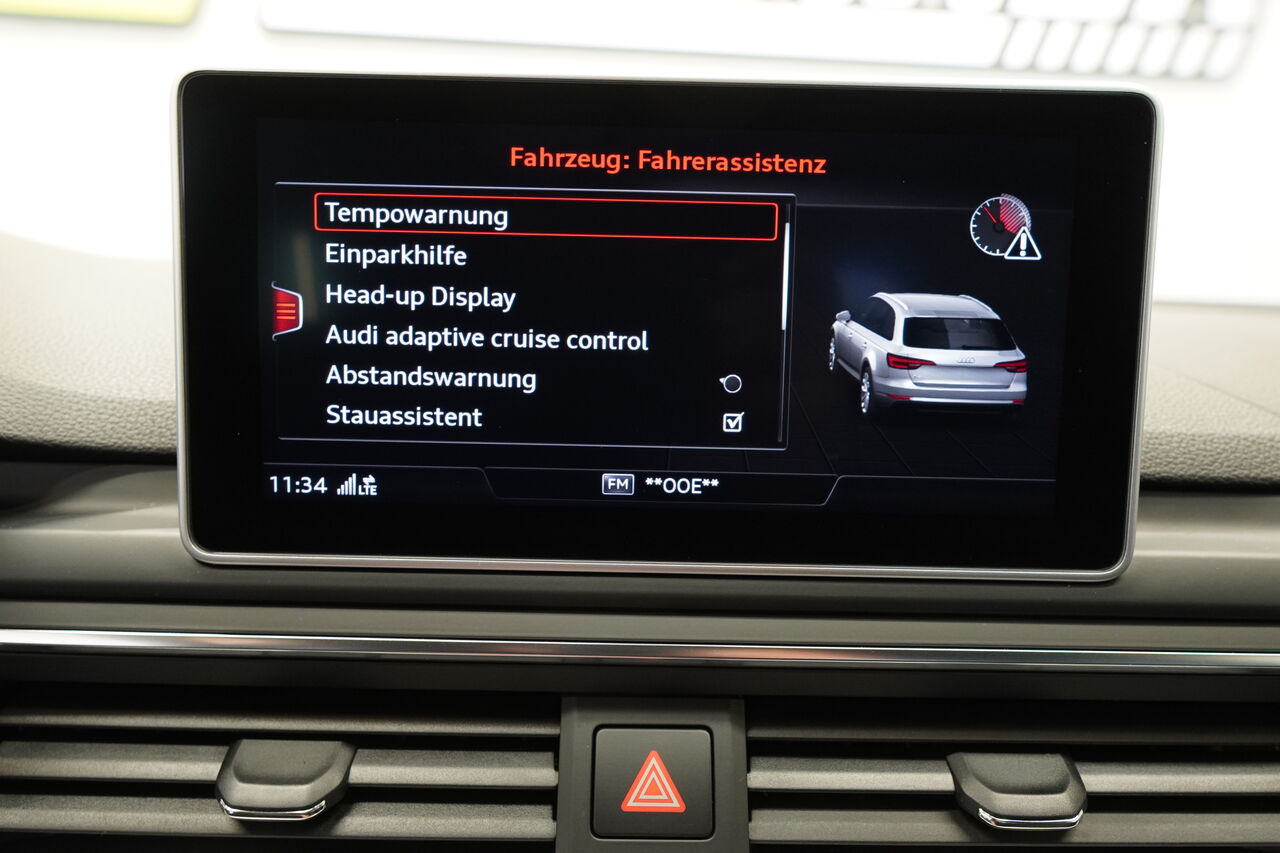 Fahrzeug: Fahrerassistenz
Tempowarnung
Einparkhilfe
Head-up Display
Audi adaptive cruise control
Abstandswarnung
Stauassistent
11:34 LTE FM **OOE**